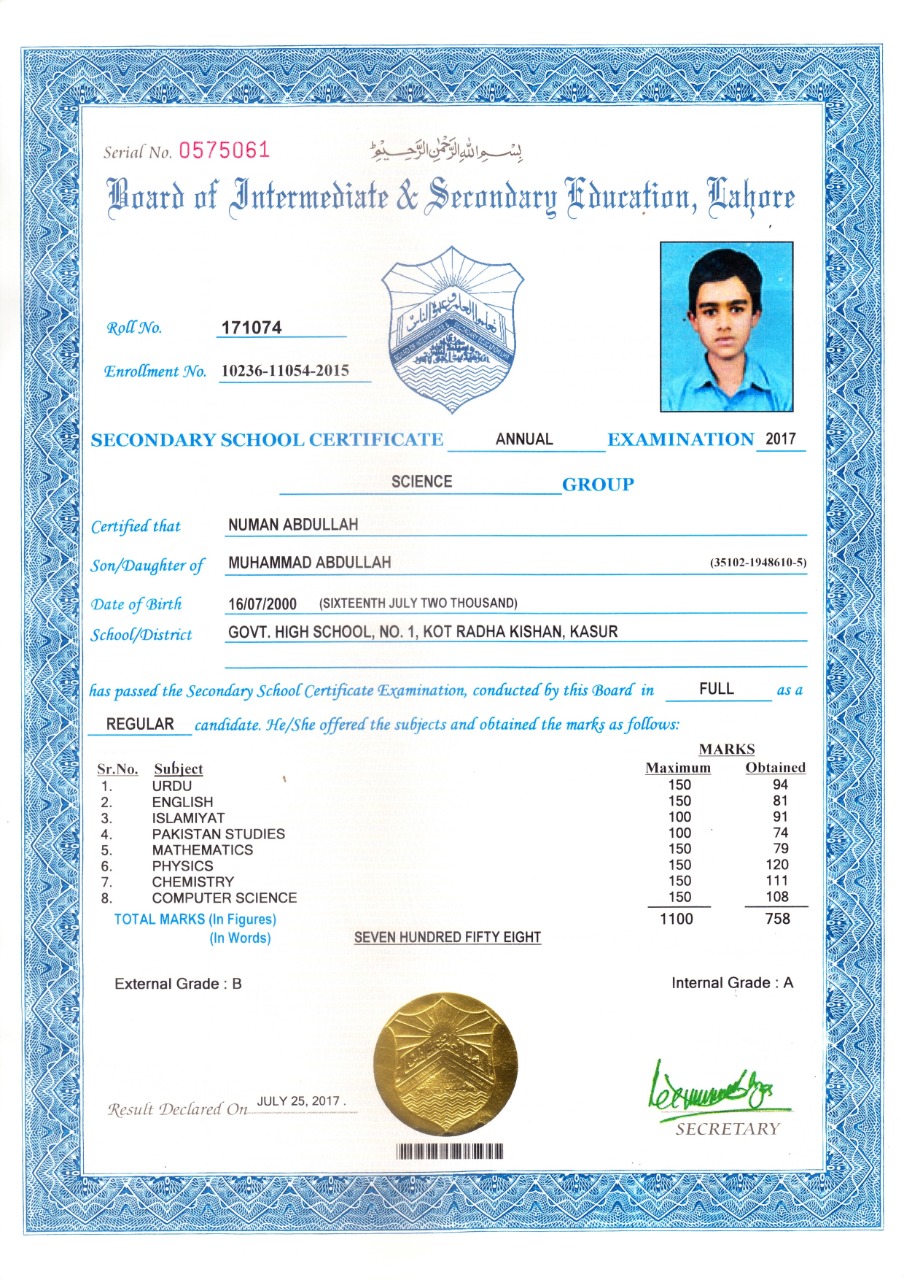 Serial No. 0575061
بسم الله الرحمن الرحيم
Board of Intermediate & Secondary Education, Lahore
Roll No. 171074
Enrollment No. 10236-11054-2015
SECONDARY SCHOOL CERTIFICATE ANNUAL EXAMINATION 2017
SCIENCE GROUP
Certified that NUMAN ABDULLAH
Son/Daughter of MUHAMMAD ABDULLAH (35102-1948610-5)
Date of Birth 16/07/2000 (SIXTEENTH JULY TWO THOUSAND)
School/District GOVT. HIGH SCHOOL, NO. 1, KOT RADHA KISHAN, KASUR
has passed the Secondary School Certificate Examination, conducted by this Board in FULL as a
REGULAR candidate. He/She offered the subjects and obtained the marks as follows:
MARKS
Sr.No. Subject Maximum Obtained
1. URDU 150 94
2. ENGLISH 150 81
3. ISLAMIYAT 100 91
4. PAKISTAN STUDIES 100 74
5. MATHEMATICS 150 79
6. PHYSICS 150 120
7. CHEMISTRY 150 111
8. COMPUTER SCIENCE 150 108
TOTAL MARKS (In Figures) 1100 758
(In Words) SEVEN HUNDRED FIFTY EIGHT
External Grade : B Internal Grade : A
Result Declared On JULY 25, 2017 .
SECRETARY